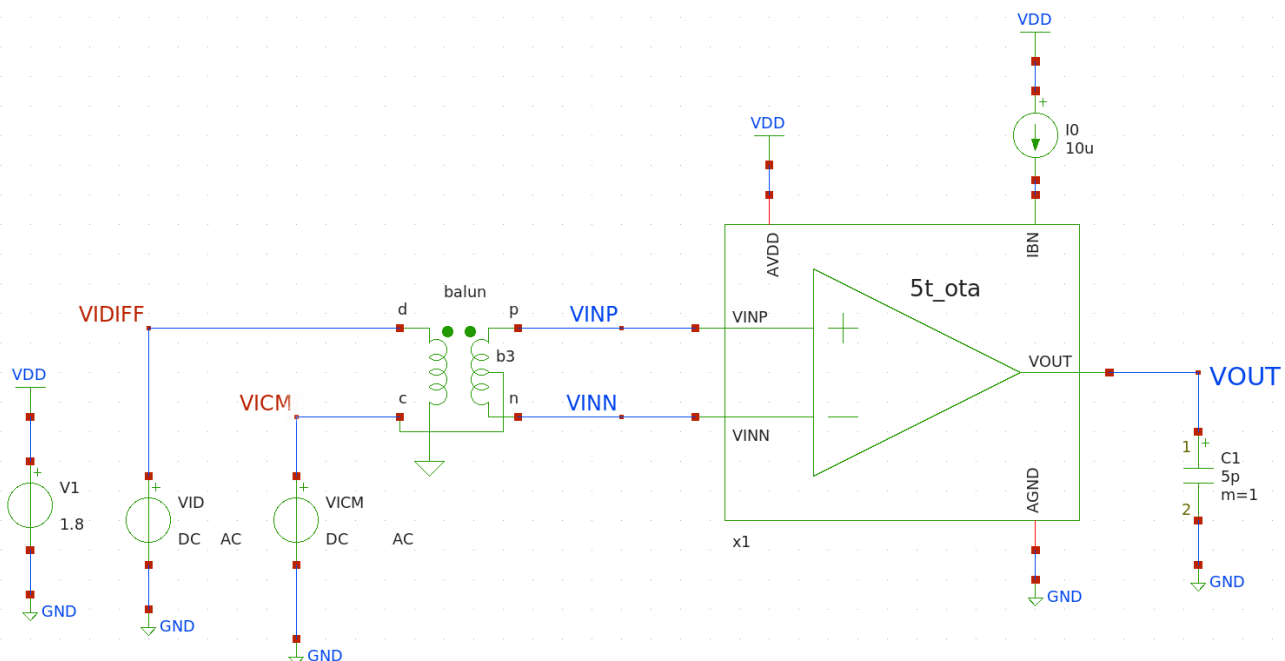 VDD
I0
10u
VDD
AVDD
IBN
5t_ota
balun
d
p
VIDIFF
VINP
VINP
b3
VOUT
VOUT
VDD
VICM
c
n
VINN
VINN
1
+
C1
5p
m=1
2
V1
1.8
VID
DC AC
VICM
DC AC
AGND
x1
GND
GND
GND
GND
GND